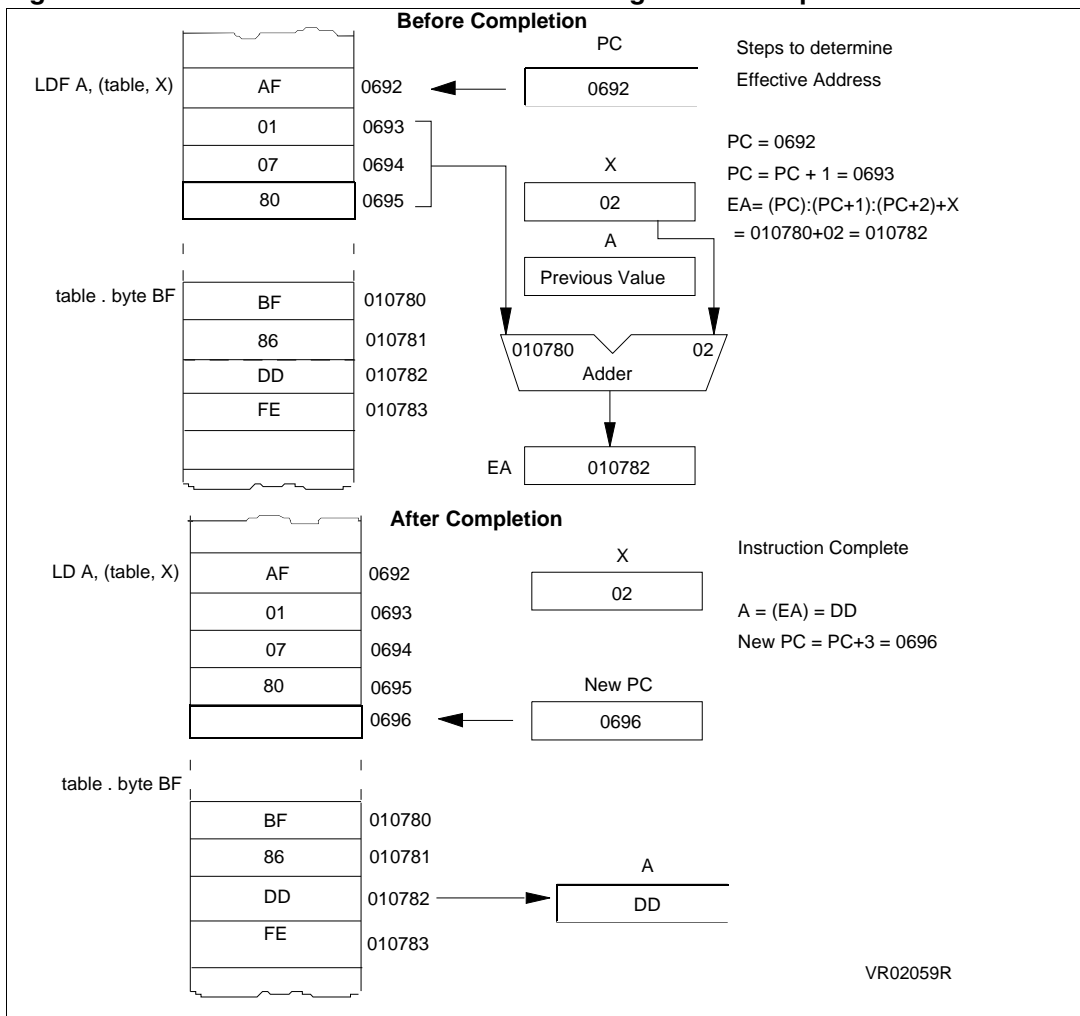 Before Completion
PC
Steps to determine
Effective Address
LDF A, (table, X)
AF
0692
0692
01
0693
07
0694
80
0695
X
02
PC = 0692
PC = PC + 1 = 0693
EA= (PC):(PC+1):(PC+2)+X
= 010780+02 = 010782
A
Previous Value
table . byte BF
BF
010780
86
010781
DD
010782
FE
010783
010780
02
Adder
EA
010782
After Completion
Instruction Complete
X
02
LD A, (table, X)
AF
0692
01
0693
07
0694
80
0695
0696
A = (EA) = DD
New PC = PC+3 = 0696
New PC
0696
table . byte BF
BF
010780
86
010781
DD
010782
FE
010783
A
DD
VR02059R